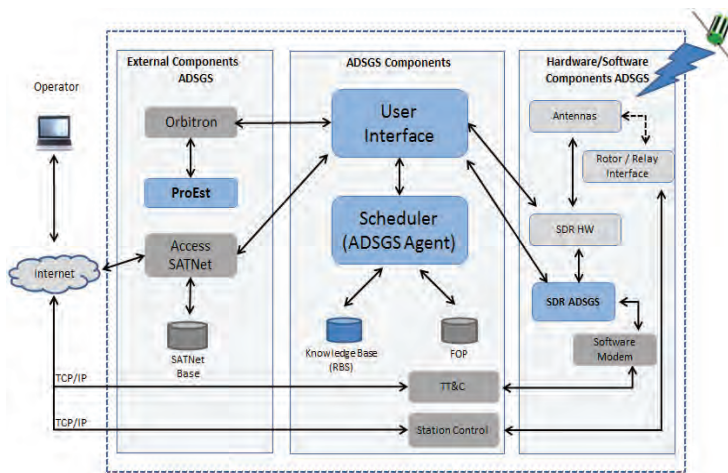 External Components
ADSGS
ADSGS Components
Hardware/Software
Components ADSGS
Operator
Orbitron
User
Interface
Antennas
Rotor / Relay
Interface
ProEst
Scheduler
(ADSGS Agent)
Access
SATNet
SDR HW
Internet
SDR ADSGS
SATNet
Base
Knowledge Base
(RBS)
FOP
Software
Modem
TCP/IP
TT&C
TCP/IP
Station Control